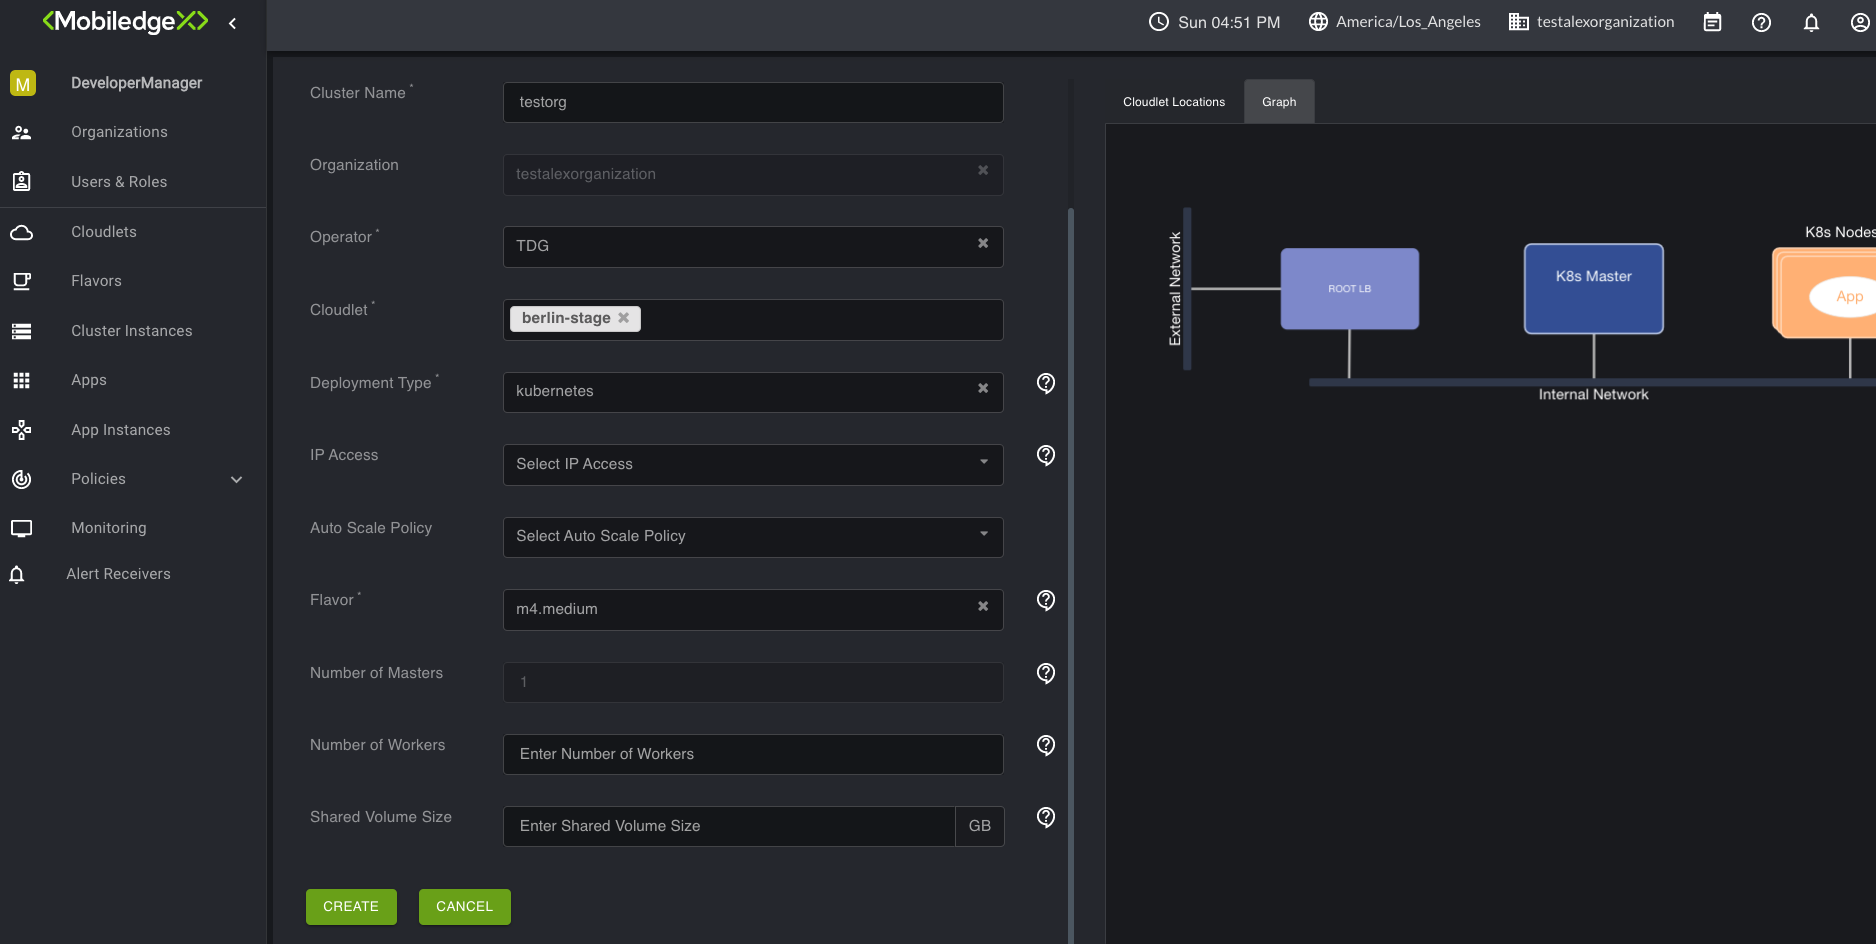 <MobiledgeX>
Sun 04:51 PM
America/Los_Angeles
testalexorganization
M
DeveloperManager
Organizations
Users & Roles
Cloudlets
Flavors
Cluster Instances
Apps
App Instances
Policies
Monitoring
Alert Receivers
Cluster Name *
testorg
Organization
testalexorganization
Operator *
TDG
Cloudlet *
berlin-stage
Deployment Type *
kubernetes
IP Access
Select IP Access
Auto Scale Policy
Select Auto Scale Policy
Flavor *
m4.medium
Number of Masters
1
Number of Workers
Enter Number of Workers
Shared Volume Size
Enter Shared Volume Size
GB
CREATE
CANCEL
Cloudlet Locations
Graph
External Network
ROOT LB
K8s Master
K8s Nodes
App
Internal Network